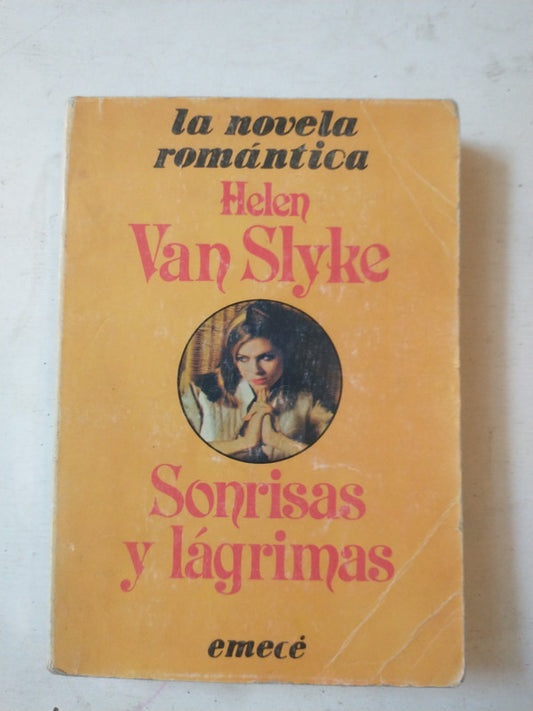 la novela
romántica
Helen
Van Slyke
Sonrisas
y lágrimas
emecé